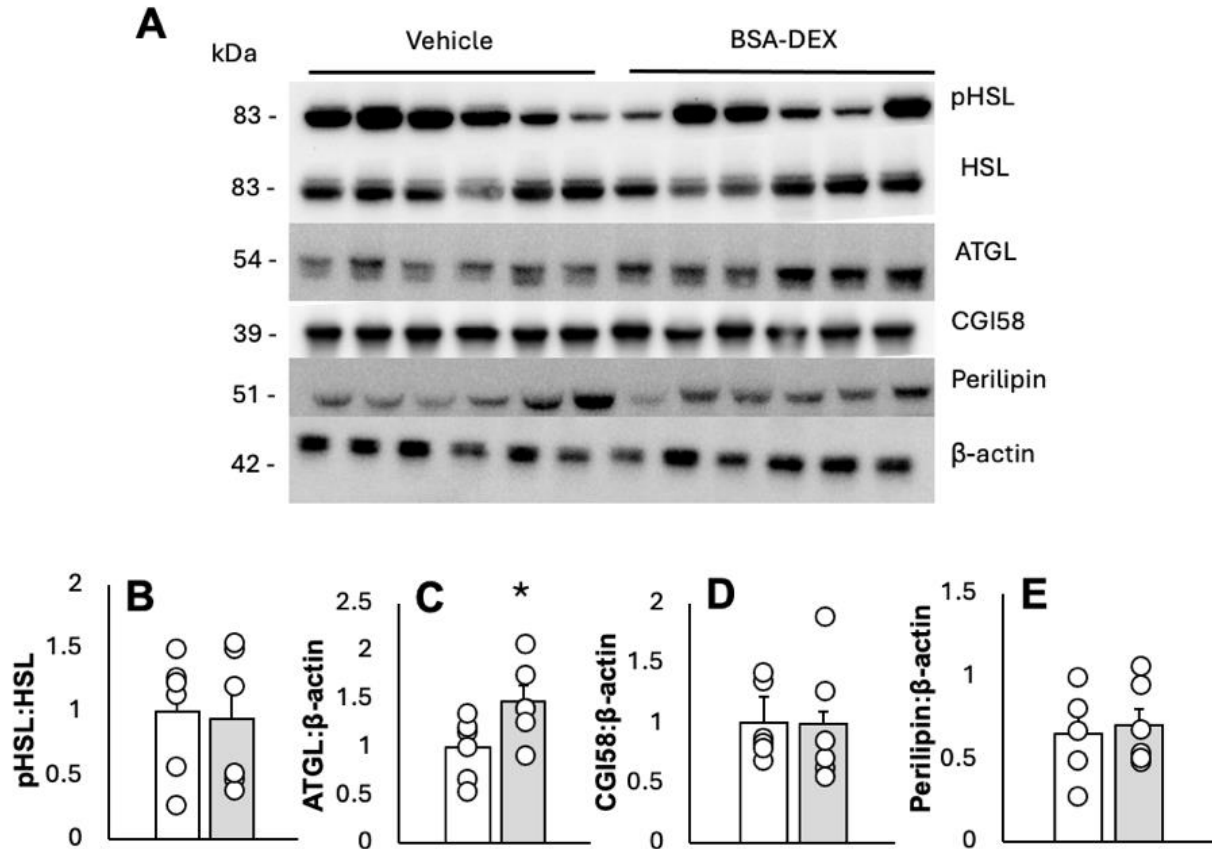 A
kDa
Vehicle
BSA-DEX
83 -
pHSL
83 -
HSL
54 -
ATGL
39 -
CGI58
51 -
Perilipin
42 -
β-actin
B
pHSL:HSL
2
1.5
1
0.5
0
C
*
ATGL:β-actin
2.5
2
1.5
1
0.5
0
D
CGI58:β-actin
2
1.5
1
0.5
0
E
Perilipin:β-actin
1.5
1
0.5
0